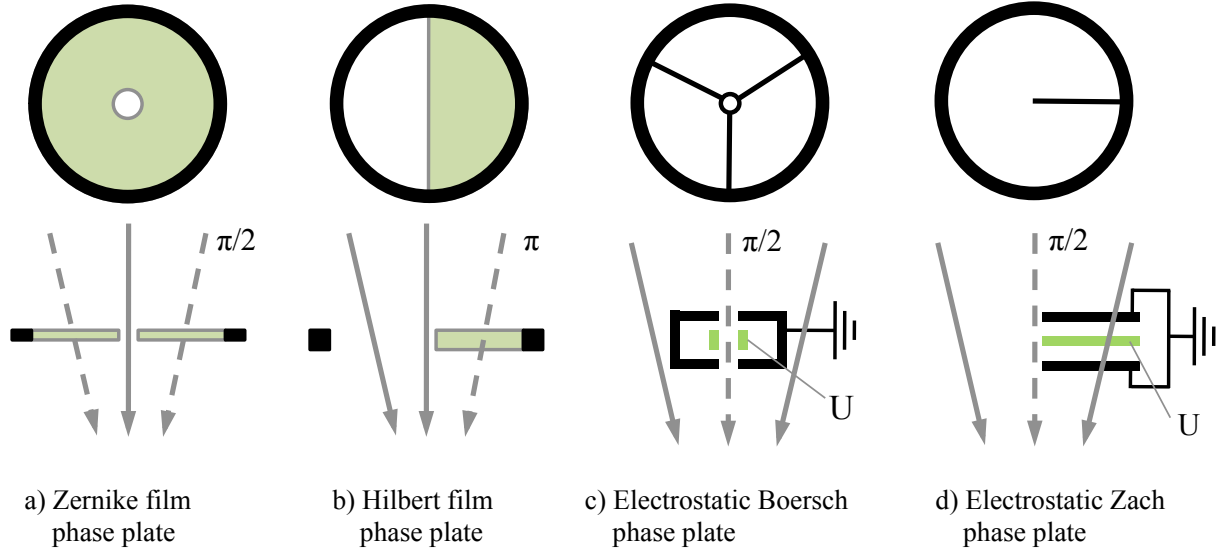 π/2
π
π/2
π/2
U
U
a) Zernike film
phase plate
b) Hilbert film
phase plate
c) Electrostatic Boersch
phase plate
d) Electrostatic Zach
phase plate